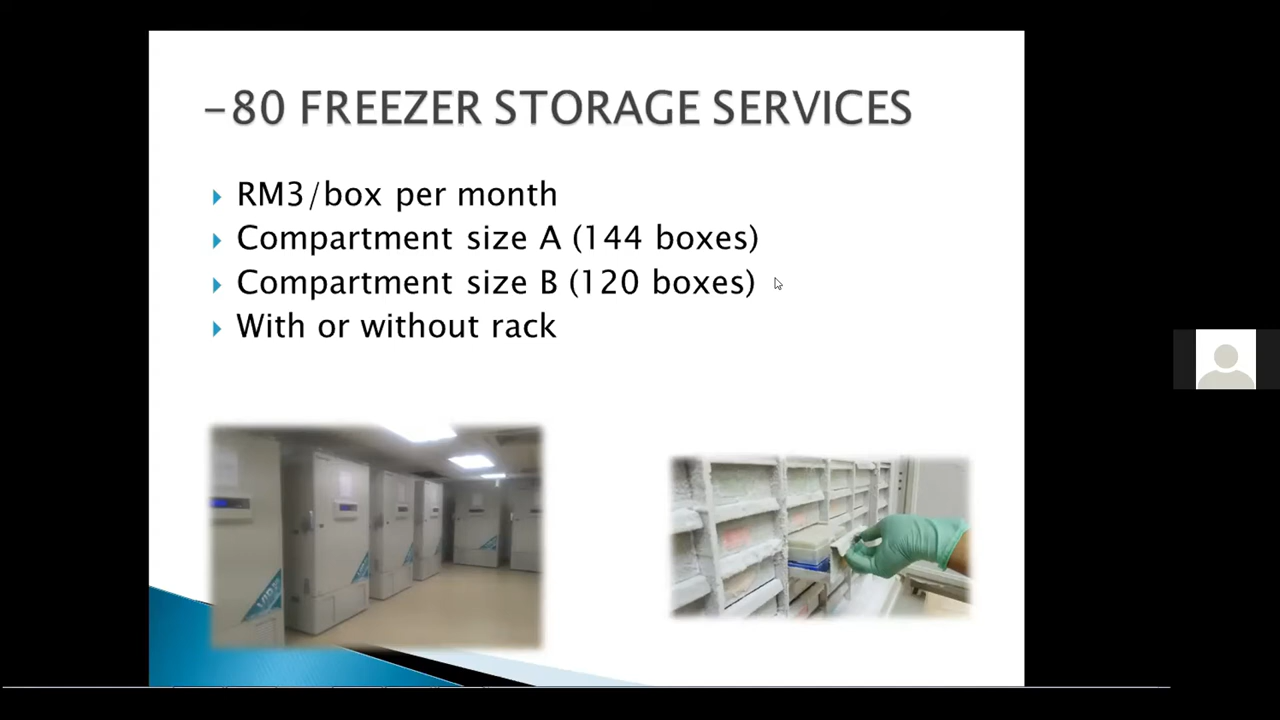 -80 FREEZER STORAGE SERVICES
RM3/box per month
Compartment size A (144 boxes)
Compartment size B (120 boxes)
With or without rack